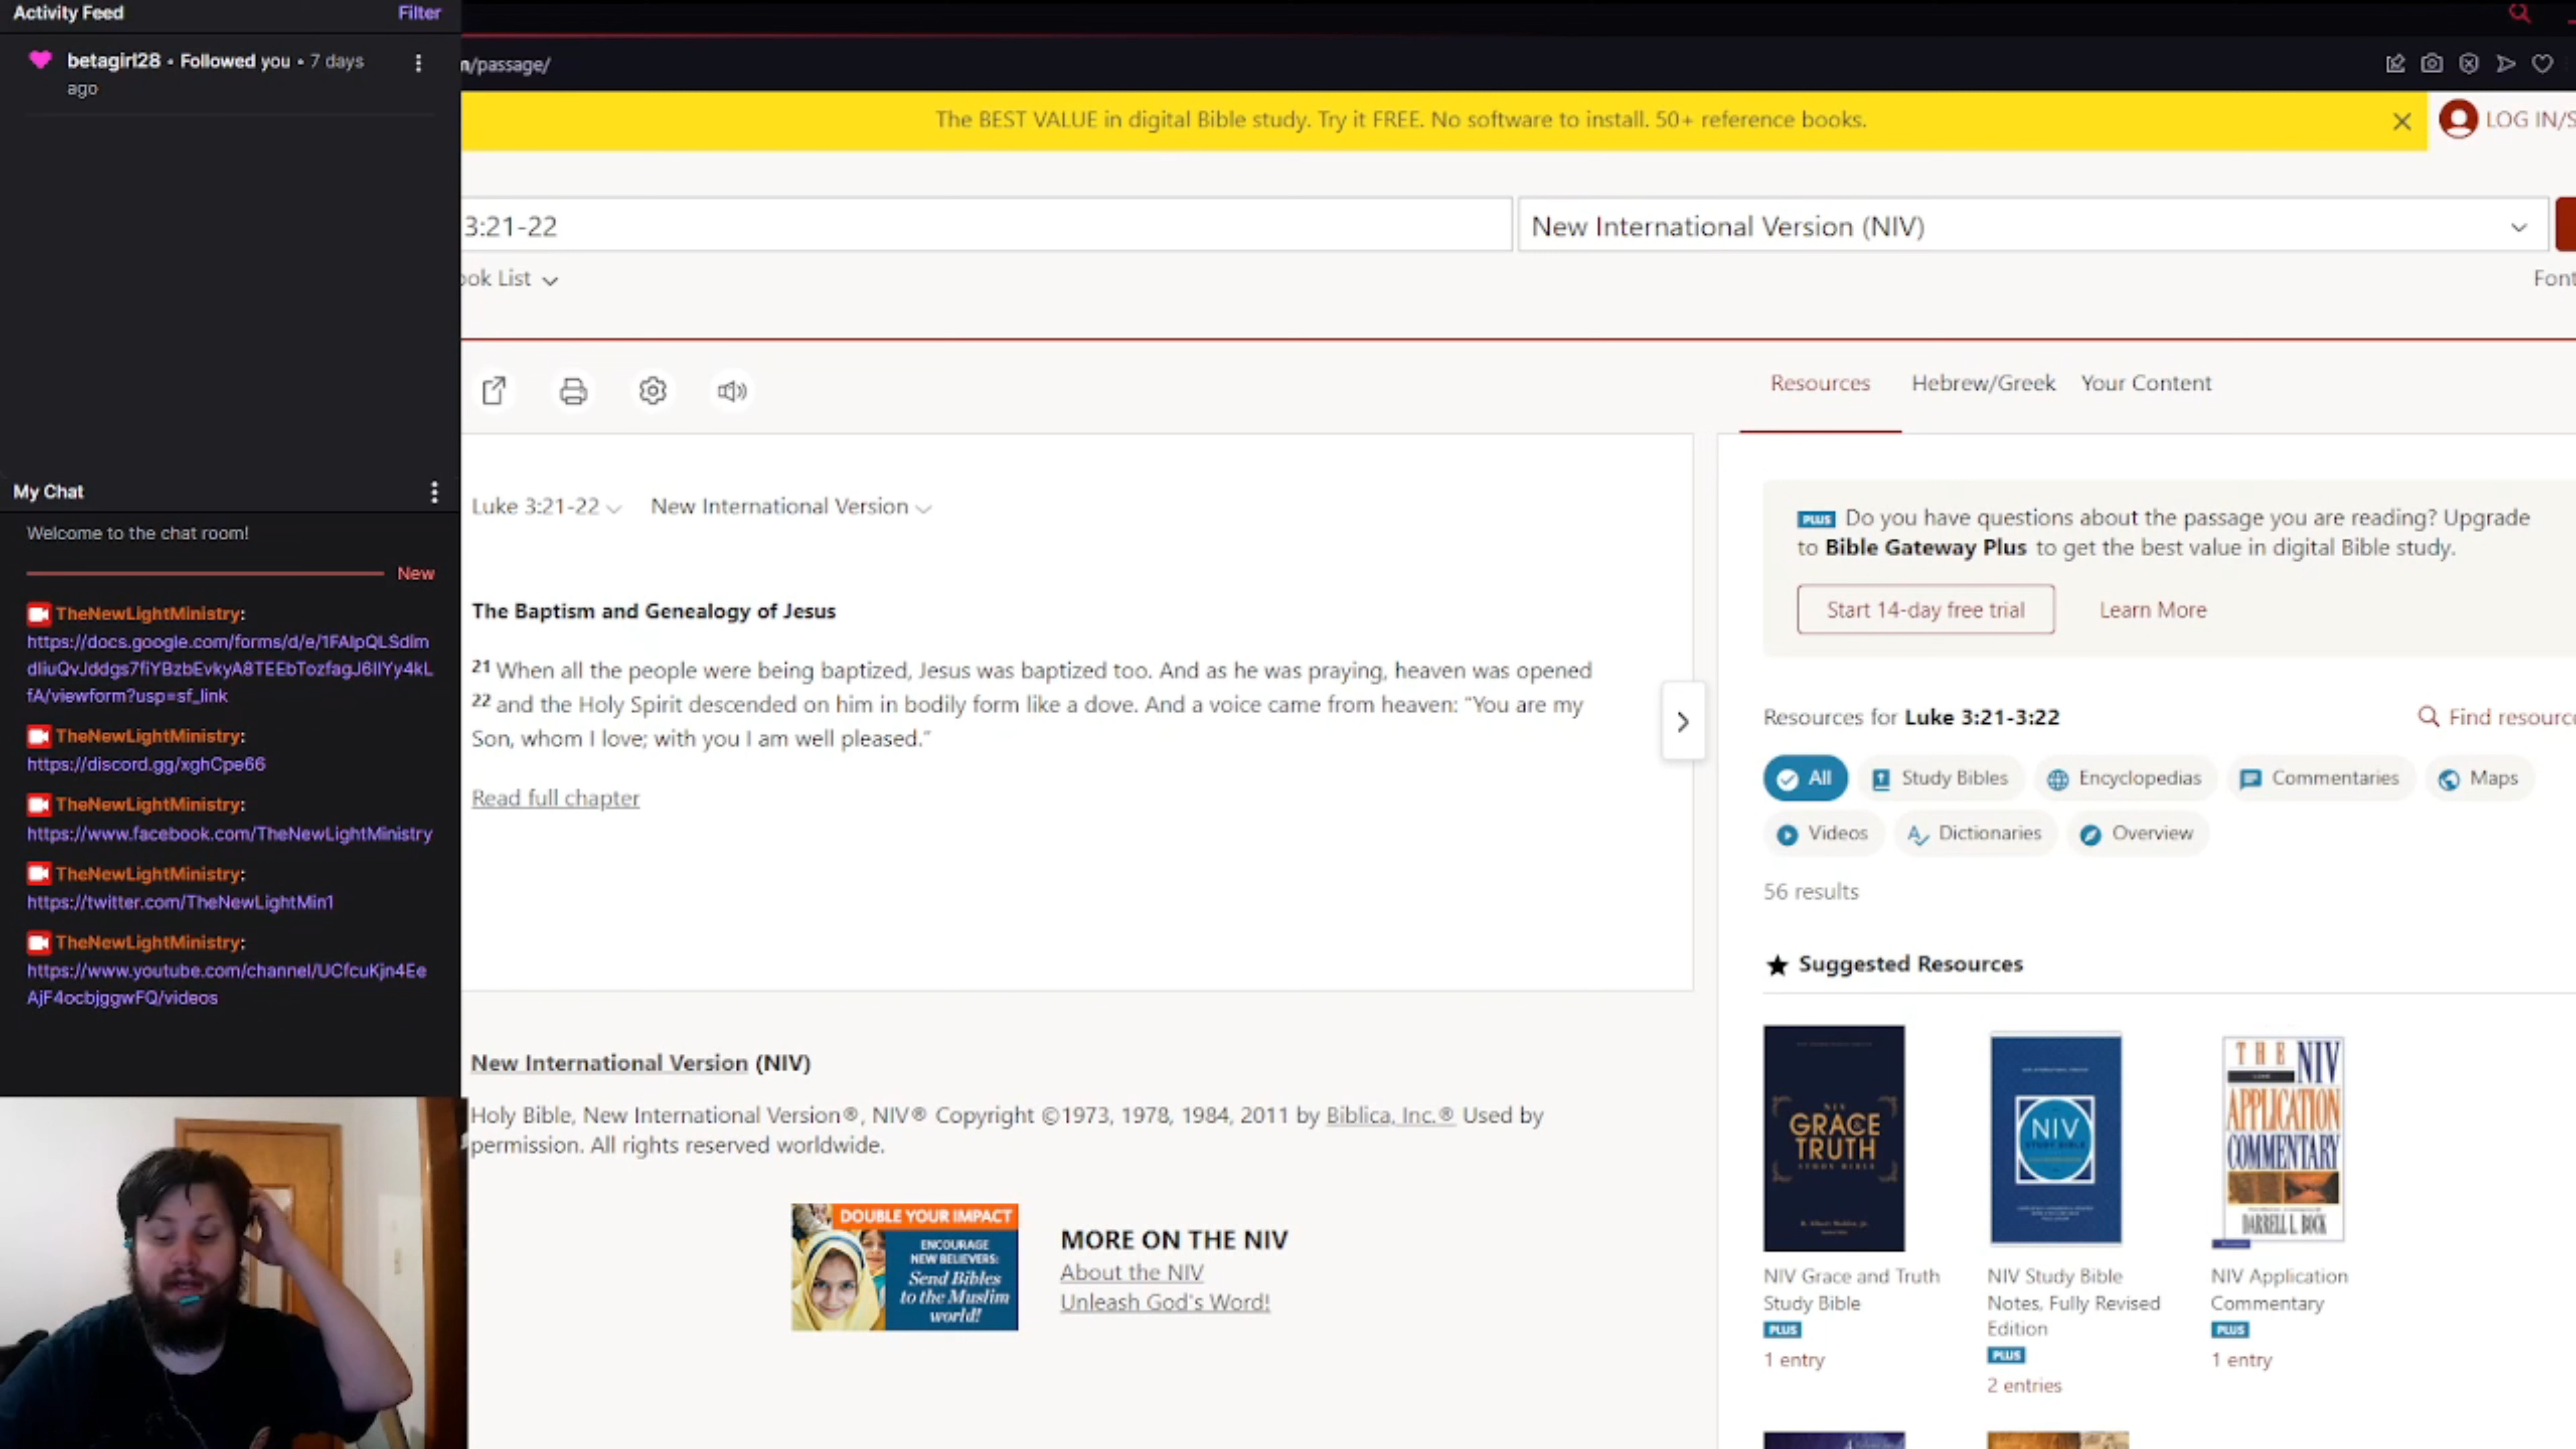 Activity Feed
Filter
betagirl28 • Followed you • 7 days
ago
/passage/
The BEST VALUE in digital Bible study. Try it FREE. No software to install. 50+ reference books.
LOG IN/S
3:21-22
New International Version (NIV)
ook List
Font
Resources
Hebrew/Greek
Your Content
My Chat
Welcome to the chat room!
New
TheNewLightMinistry:
https://docs.google.com/forms/d/e/1FAIpQLSdlm
dIiuQvJddgs7fiYBzbEvkyA8TEEbTozfagJ6IIYy4kL
fA/viewform?usp=sf_link
TheNewLightMinistry:
https://discord.gg/xghCpe66
TheNewLightMinistry:
https://www.facebook.com/TheNewLightMinistry
TheNewLightMinistry:
https://twitter.com/TheNewLightMin1
TheNewLightMinistry:
https://www.youtube.com/channel/UCfcuKjn4Ee
AjF4ocbjggwFQ/videos
Luke 3:21-22
New International Version
The Baptism and Genealogy of Jesus
21 When all the people were being baptized, Jesus was baptized too. And as he was praying, heaven was opened
22 and the Holy Spirit descended on him in bodily form like a dove. And a voice came from heaven: “You are my
Son, whom I love; with you I am well pleased.”
Read full chapter
New International Version (NIV)
Holy Bible, New International Version®, NIV® Copyright ©1973, 1978, 1984, 2011 by Biblica, Inc.® Used by
permission. All rights reserved worldwide.
DOUBLE YOUR IMPACT
ENCOURAGE
NEW BELIEVERS:
Send Bibles
to the Muslim
world!
MORE ON THE NIV
About the NIV
Unleash God's Word!
PLUS Do you have questions about the passage you are reading? Upgrade
to Bible Gateway Plus to get the best value in digital Bible study.
Start 14-day free trial
Learn More
Resources for Luke 3:21-3:22
Find resource
All
Study Bibles
Encyclopedias
Commentaries
Maps
Videos
Dictionaries
Overview
56 results
Suggested Resources
NIV
GRACE
TRUTH
STUDY BIBLE
NIV
STUDY BIBLE
THE NIV
LUKE
APPLICATION
COMMENTARY
DARRELL L. BOCK
NIV Grace and Truth
Study Bible
PLUS
1 entry
NIV Study Bible
Notes, Fully Revised
Edition
PLUS
2 entries
NIV Application
Commentary
PLUS
1 entry